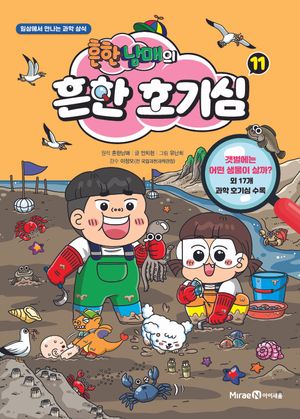 일상에서 만나는 과학 상식
흔한남매의
흔한 호기심
11
원작 흔한남매 | 글 안치현 | 그림 유난희
감수 이정모(전 국립과천과학관장)
갯벌에는
어떤 생물이 살까?
외 17개
과학 호기심 수록
Mirae N 아이세움